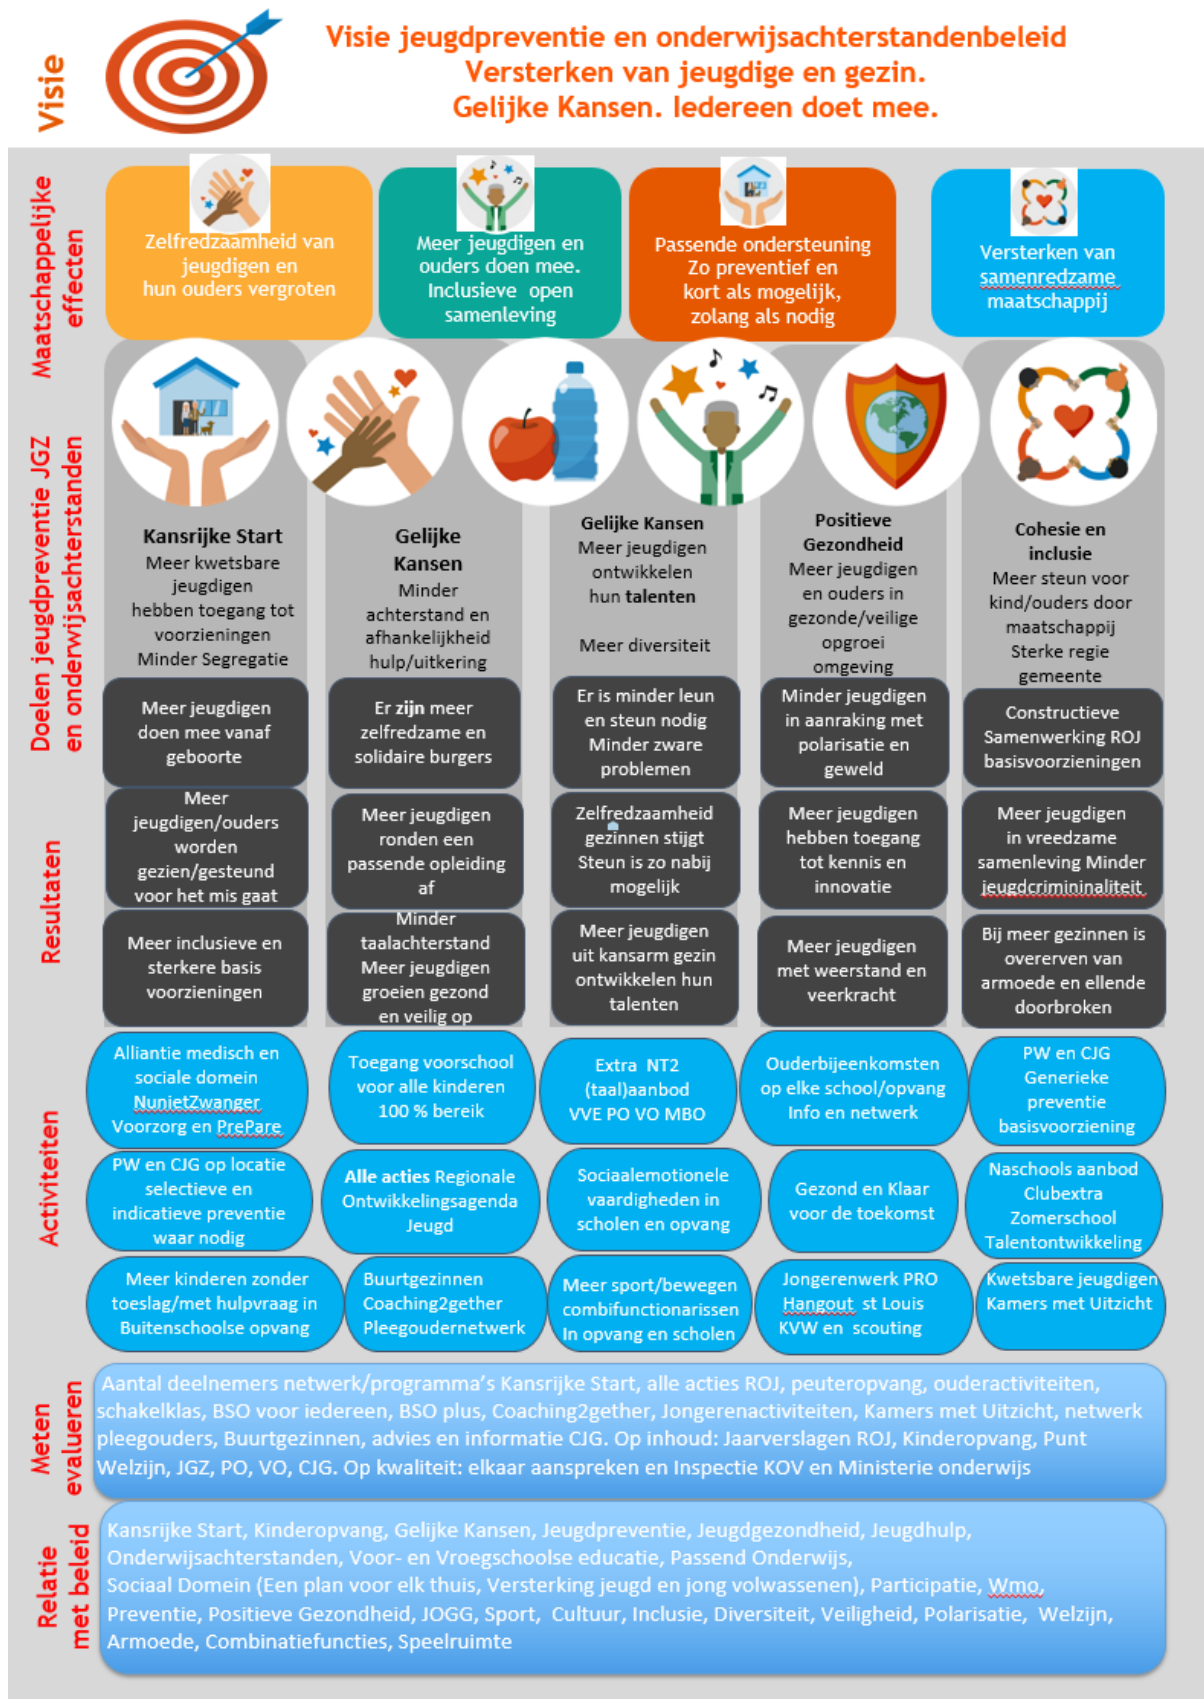 Visie
Visie jeugdpreventie en onderwijsachterstandenbeleid
Versterken van jeugdige en gezin.
Gelijke Kansen. Iedereen doet mee.
Maatschappelijke
effecten
Zelfredzaamheid van
jeugdigen en
hun ouders vergroten
Meer jeugdigen en
ouders doen mee.
Inclusieve open
samenleving
Passende ondersteuning
Zo preventief en
kort als mogelijk,
zolang als nodig
Versterken van
samenredzame
maatschappij
Doelen jeugdpreventie JGZ
en onderwijsachterstanden
Kansrijke Start
Meer kwetsbare
jeugdigen
hebben toegang tot
voorzieningen
Minder Segregatie
Gelijke
Kansen
Minder
achterstand en
afhankelijkheid
hulp/uitkering
Gelijke Kansen
Meer jeugdigen
ontwikkelen
hun talenten
Meer diversiteit
Positieve
Gezondheid
Meer jeugdigen
en ouders in
gezonde/veilige
opgroei
omgeving
Cohesie en
inclusie
Meer steun voor
kind/ouders door
maatschappij
Sterke regie
gemeente
Resultaten
Meer jeugdigen
doen mee vanaf
geboorte
Er zijn meer
zelfredzame en
solidaire burgers
Er is minder leun
en steun nodig
Minder zware
problemen
Minder jeugdigen
in aanraking met
polarisatie en
geweld
Constructieve
Samenwerking ROJ
basisvoorzieningen
Meer
jeugdigen/ouders
worden
gezien/gesteund
voor het mis gaat
Meer jeugdigen
ronden een
passende opleiding
af
Zelfredzaamheid
gezinnen stijgt
Steun is zo nabij
mogelijk
Meer jeugdigen
hebben toegang
tot kennis en
innovatie
Meer jeugdigen
in vreedzame
samenleving Minder
jeugdcrimininaliteit
Meer inclusieve en
sterkere basis
voorzieningen
Minder
taalachterstand
Meer jeugdigen
groeien gezond
en veilig op
Meer jeugdigen
uit kansarm gezin
ontwikkelen hun
talenten
Meer jeugdigen
met weerstand en
veerkracht
Bij meer gezinnen is
overerven van
armoede en ellende
doorbroken
Activiteiten
Alliantie medisch en
sociale domein
NunietZwanger
Voorzorg en PrePare
Toegang voorschool
voor alle kinderen
100 % bereik
Extra NT2
(taal)aanbod
VVE PO VO MBO
Ouderbijeenkomsten
op elke school/opvang
Info en netwerk
PW en CJG
Generieke
preventie
basisvoorziening
PW en CJG op locatie
selectieve en
indicatieve preventie
waar nodig
Alle acties Regionale
Ontwikkelingsagenda
Jeugd
Sociaalemotionele
vaardigheden in
scholen en opvang
Gezond en Klaar
voor de toekomst
Naschools aanbod
Clubextra
Zomerschool
Talentontwikkeling
Meer kinderen zonder
toeslag/met hulpvraag in
Buitenschoolse opvang
Buurtgezinnen
Coaching2gether
Pleegoudernetwerk
Meer sport/bewegen
combifunctionarissen
In opvang en scholen
Jongerenwerk PRO
Hangout st Louis
KVW en scouting
Kwetsbare jeugdigen
Kamers met Uitzicht
Meten
evalueren
Aantal deelnemers netwerk/programma's Kansrijke Start, alle acties ROJ, peuteropvang, ouderactiviteiten,
schakelklas, BSO voor iedereen, BSO plus, Coaching2gether, Jongerenactiviteiten, Kamers met Uitzicht, netwerk
pleegouders, Buurtgezinnen, advies en informatie CJG. Op inhoud: Jaarverslagen ROJ, Kinderopvang, Punt
Welzijn, JGZ, PO, VO, CJG. Op kwaliteit: elkaar aanspreken en Inspectie KOV en Ministerie onderwijs
Relatie
met beleid
Kansrijke Start, Kinderopvang, Gelijke Kansen, Jeugdpreventie, Jeugdgezondheid, Jeugdhulp,
Onderwijsachterstanden, Voor- en Vroegschoolse educatie, Passend Onderwijs,
Sociaal Domein (Een plan voor elk thuis, Versterking jeugd en jong volwassenen), Participatie, Wmo,
Preventie, Positieve Gezondheid, JOGG, Sport, Cultuur, Inclusie, Diversiteit, Veiligheid, Polarisatie, Welzijn,
Armoede, Combinatiefuncties, Speelruimte